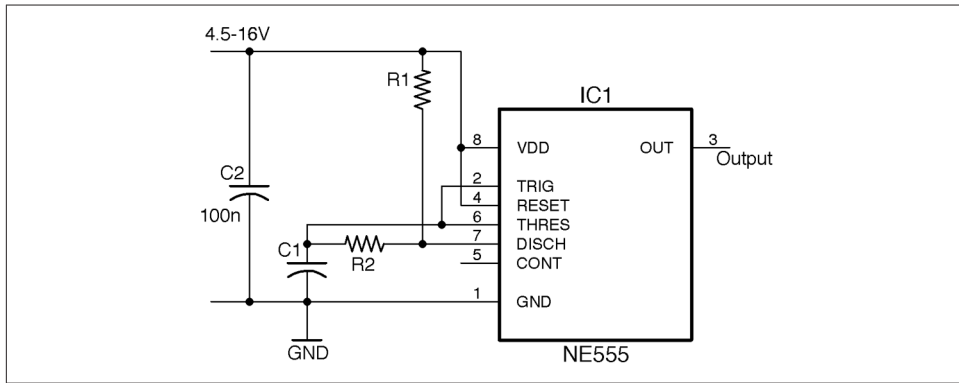 4.5-16V
R1
IC1
8
VDD
OUT
3
Output
2
TRIG
C2
4
RESET
100n
6
THRES
C1
7
DISCH
R2
5
CONT
1
GND
GND
NE555